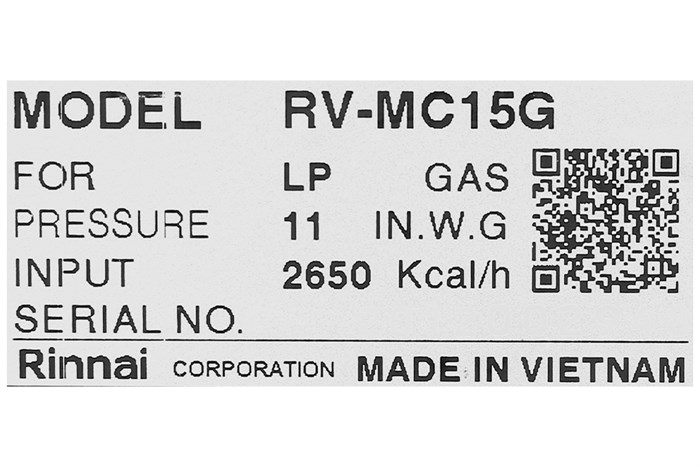 MODEL RV-MC15G
FOR LP GAS
PRESSURE 11 IN.W.G
INPUT 2650 Kcal/h
SERIAL NO.
Rinnai CORPORATION MADE IN VIETNAM